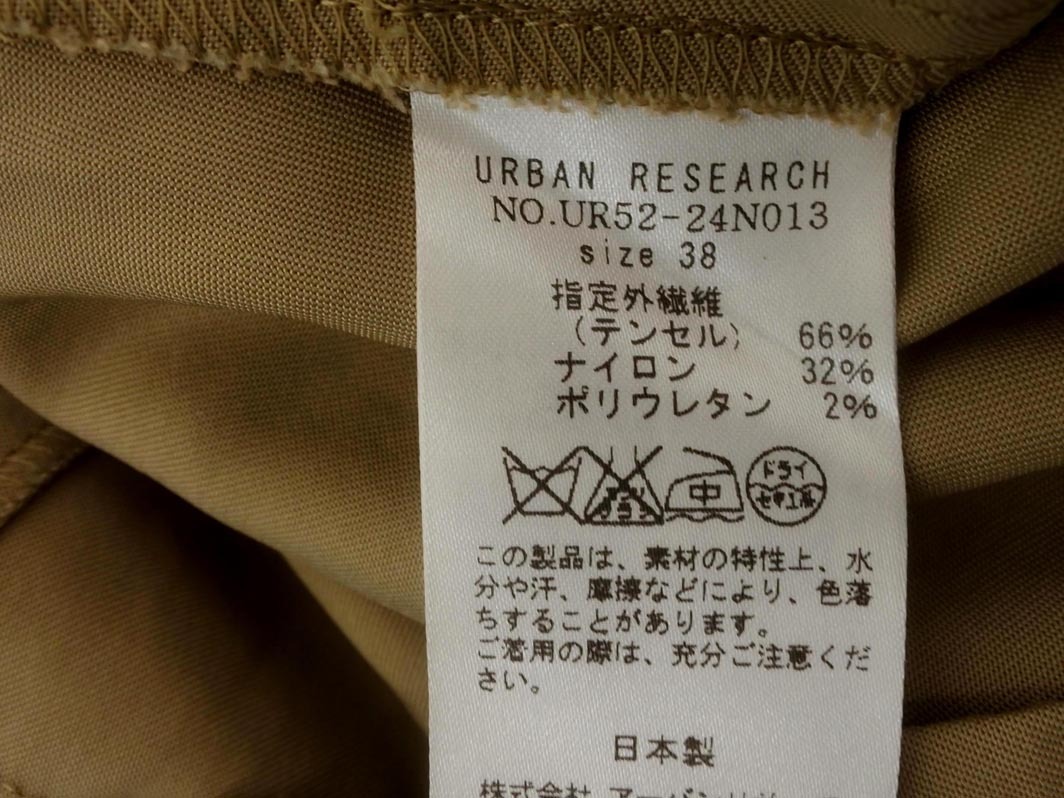 URBAN RESEARCH
NO.UR52-24N013
size 38
指定外繊維
(テンセル) 66%
ナイロン 32%
ポリウレタン 2%
中 ドライ
この製品は、素材の特性上、水
分や汗、摩擦などにより、色落
ちすることがあります。
ご着用の際は、充分ご注意くだ
さい。
日本製
株式会社